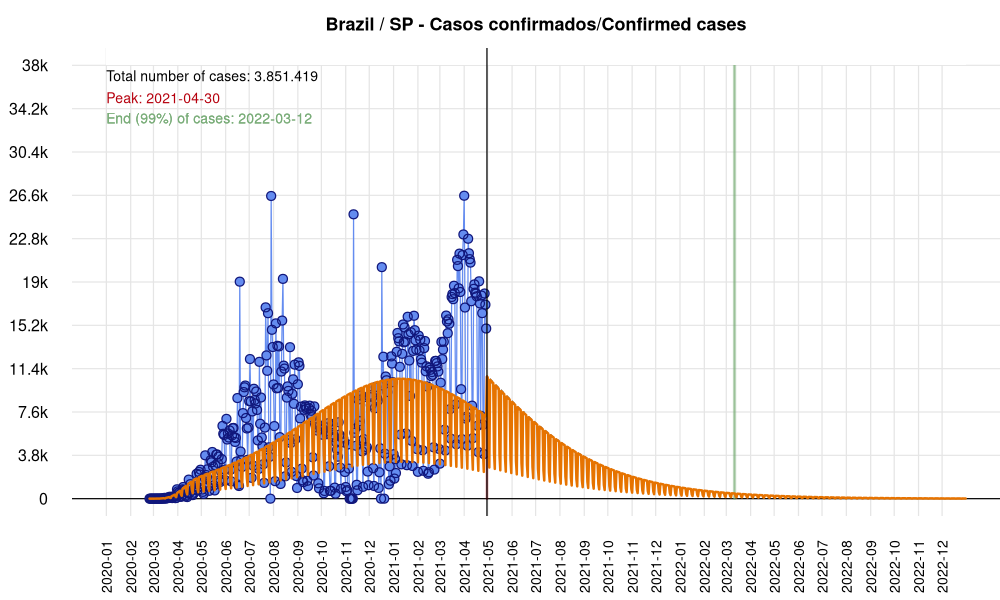 Brazil / SP - Casos confirmados/Confirmed cases
Total number of cases: 3.851.419
Peak: 2021-04-30
End (99%) of cases: 2022-03-12
38k
34.2k
30.4k
26.6k
22.8k
19k
15.2k
11.4k
7.6k
3.8k
0
2020-01
2020-02
2020-03
2020-04
2020-05
2020-06
2020-07
2020-08
2020-09
2020-10
2020-11
2020-12
2021-01
2021-02
2021-03
2021-04
2021-05
2021-06
2021-07
2021-08
2021-09
2021-10
2021-11
2021-12
2022-01
2022-02
2022-03
2022-04
2022-05
2022-06
2022-07
2022-08
2022-09
2022-10
2022-11
2022-12